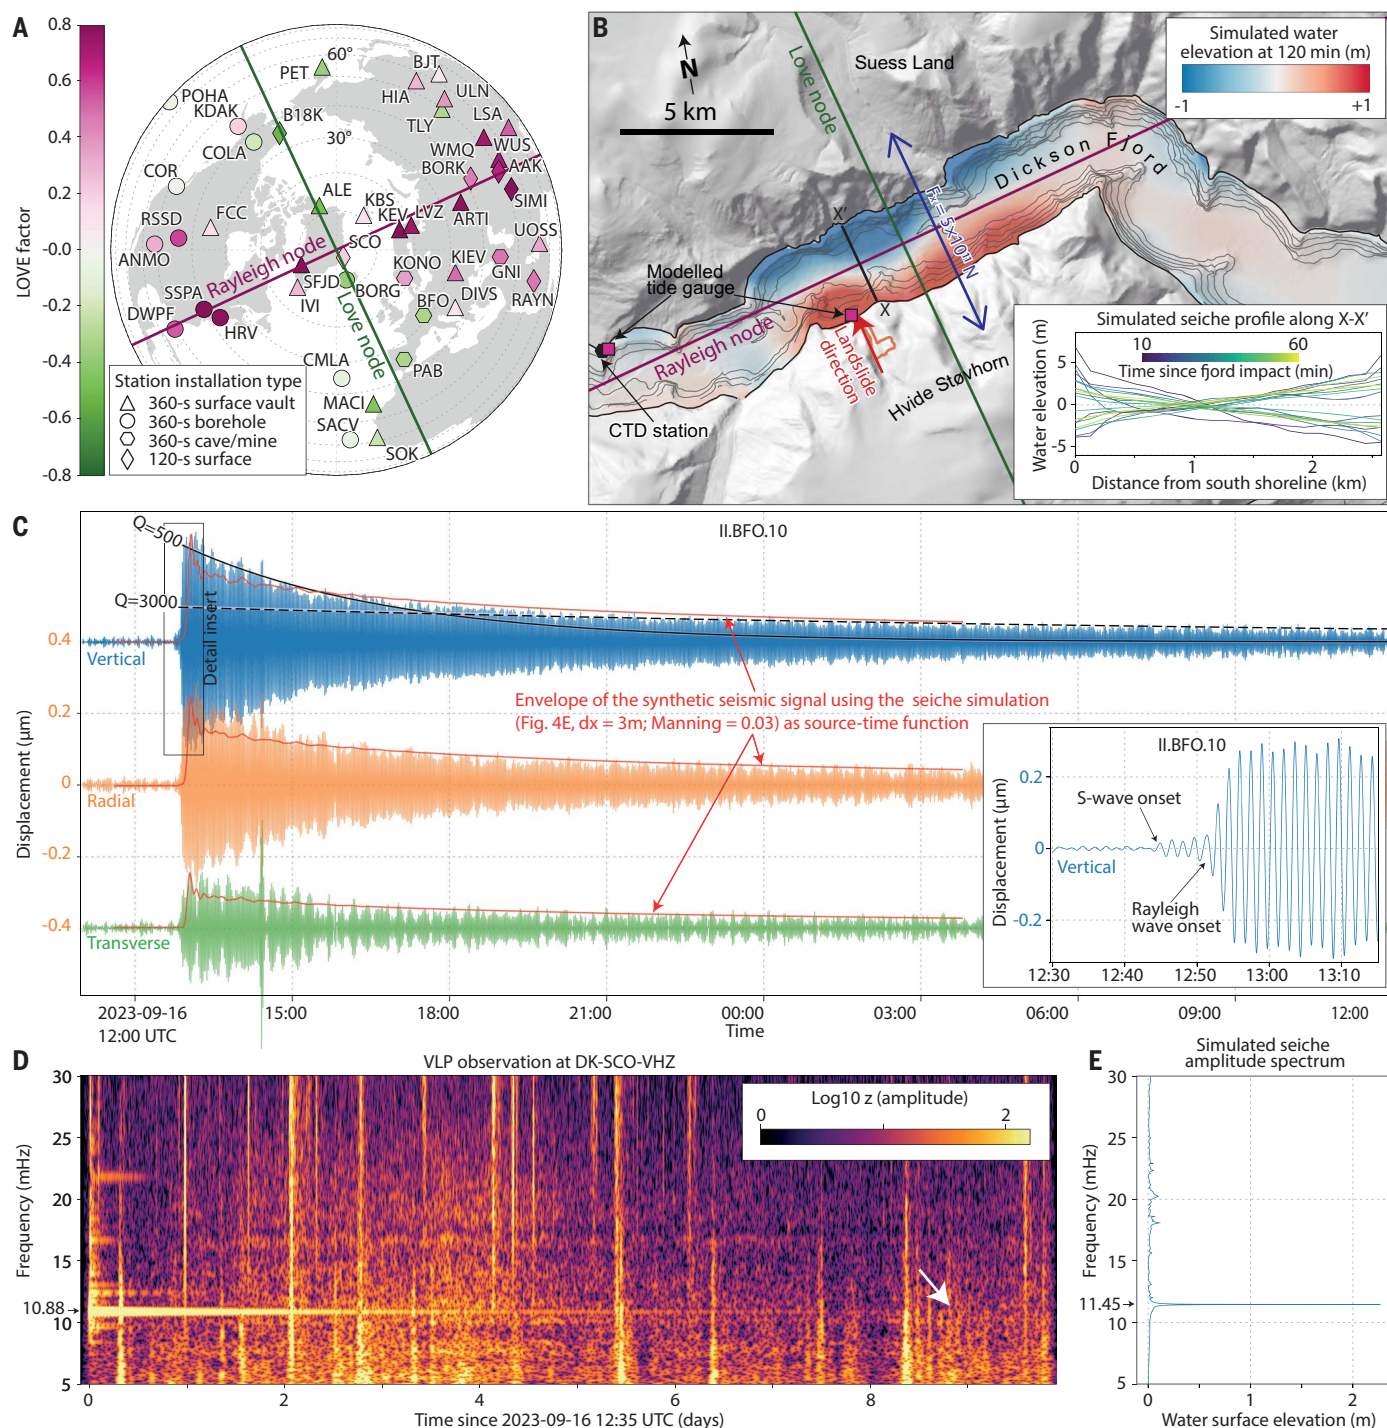 A
0.8
0.6
0.4
0.2
-0.0
-0.2
-0.4
-0.6
-0.8
LOVE factor
60°
30°
PET
BJT
HIA
ULN
TLY
LSA
POHA
KDAK
B18K
COLA
WMQ
WUS
BORK
AAK
COR
ALE
KBS
SIMI
RSSD
FCC
KEV
LVZ
ARTI
UOSS
ANMO
Rayleigh node
SCO
KONO
KIEV
GNI
SSPA
SFJD
BORG
DIVS
RAYN
DWPF
IVI
BFO
HRV
Love node
CMLA
PAB
MACI
SACV
SOK
Station installation type
360-s surface vault
360-s borehole
360-s cave/mine
120-s surface
B
N
5 km
Love node
Suess Land
Simulated water
elevation at 120 min (m)
-1
+1
Dickson Fjord
X'
Fₓ= 5x10¹¹ N
Modelled
tide gauge
X
Rayleigh node
Landslide
direction
Hvide Støvhorn
CTD station
Simulated seiche profile along X-X'
10
60
Time since fjord impact (min)
Water elevation (m)
5
0
-5
0
1
2
Distance from south shoreline (km)
C
II.BFO.10
Q=500
Q=3000
Detail insert
0.4
Vertical
Envelope of the synthetic seismic signal using the seiche simulation
(Fig. 4E, dx = 3m; Manning = 0.03) as source-time function
0.2
0
Radial
-0.2
-0.4
Transverse
Displacement (μm)
II.BFO.10
0.2
S-wave onset
0
Vertical
Rayleigh
wave onset
-0.2
Displacement (μm)
12:30
12:40
12:50
13:00
13:10
2023-09-16
12:00 UTC
15:00
18:00
21:00
00:00
03:00
06:00
09:00
12:00
Time
D
VLP observation at DK-SCO-VHZ
Log10 z (amplitude)
0
2
30
25
20
15
10.88
10
5
Frequency (mHz)
0
2
4
6
8
Time since 2023-09-16 12:35 UTC (days)
E
Simulated seiche
amplitude spectrum
30
25
20
15
11.45
10
5
Frequency (mHz)
0
1
2
Water surface elevation (m)